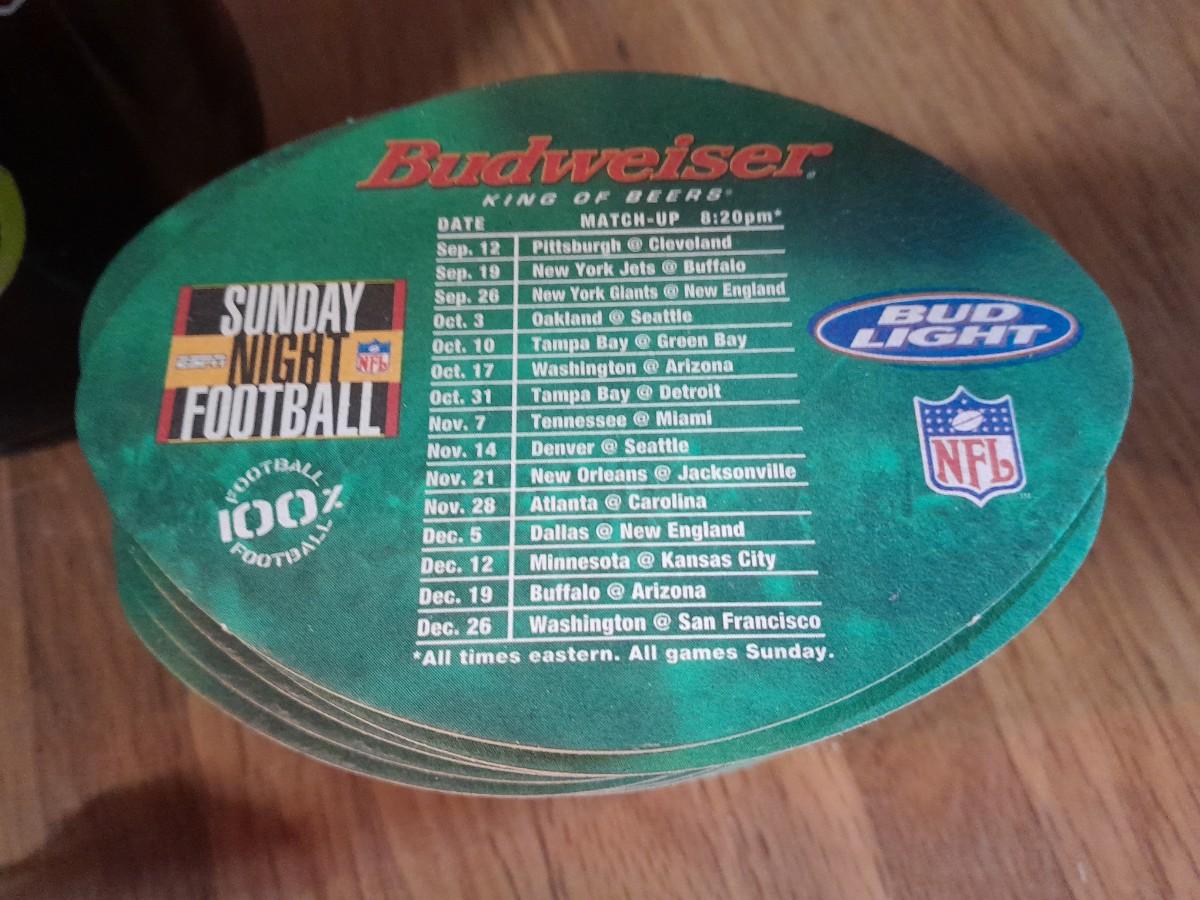 Budweiser®
KING OF BEERS®
DATE MATCH-UP 8:20pm*
Sep. 12 Pittsburgh @ Cleveland
Sep. 19 New York Jets @ Buffalo
Sep. 26 New York Giants @ New England
Oct. 3 Oakland @ Seattle
Oct. 10 Tampa Bay @ Green Bay
Oct. 17 Washington @ Arizona
Oct. 31 Tampa Bay @ Detroit
Nov. 7 Tennessee @ Miami
Nov. 14 Denver @ Seattle
Nov. 21 New Orleans @ Jacksonville
Nov. 28 Atlanta @ Carolina
Dec. 5 Dallas @ New England
Dec. 12 Minnesota @ Kansas City
Dec. 19 Buffalo @ Arizona
Dec. 26 Washington @ San Francisco
*All times eastern. All games Sunday.
SUNDAY
ESPN NIGHT NFL
FOOTBALL
FOOTBALL
100%
FOOTBALL
BUD
LIGHT
NFL